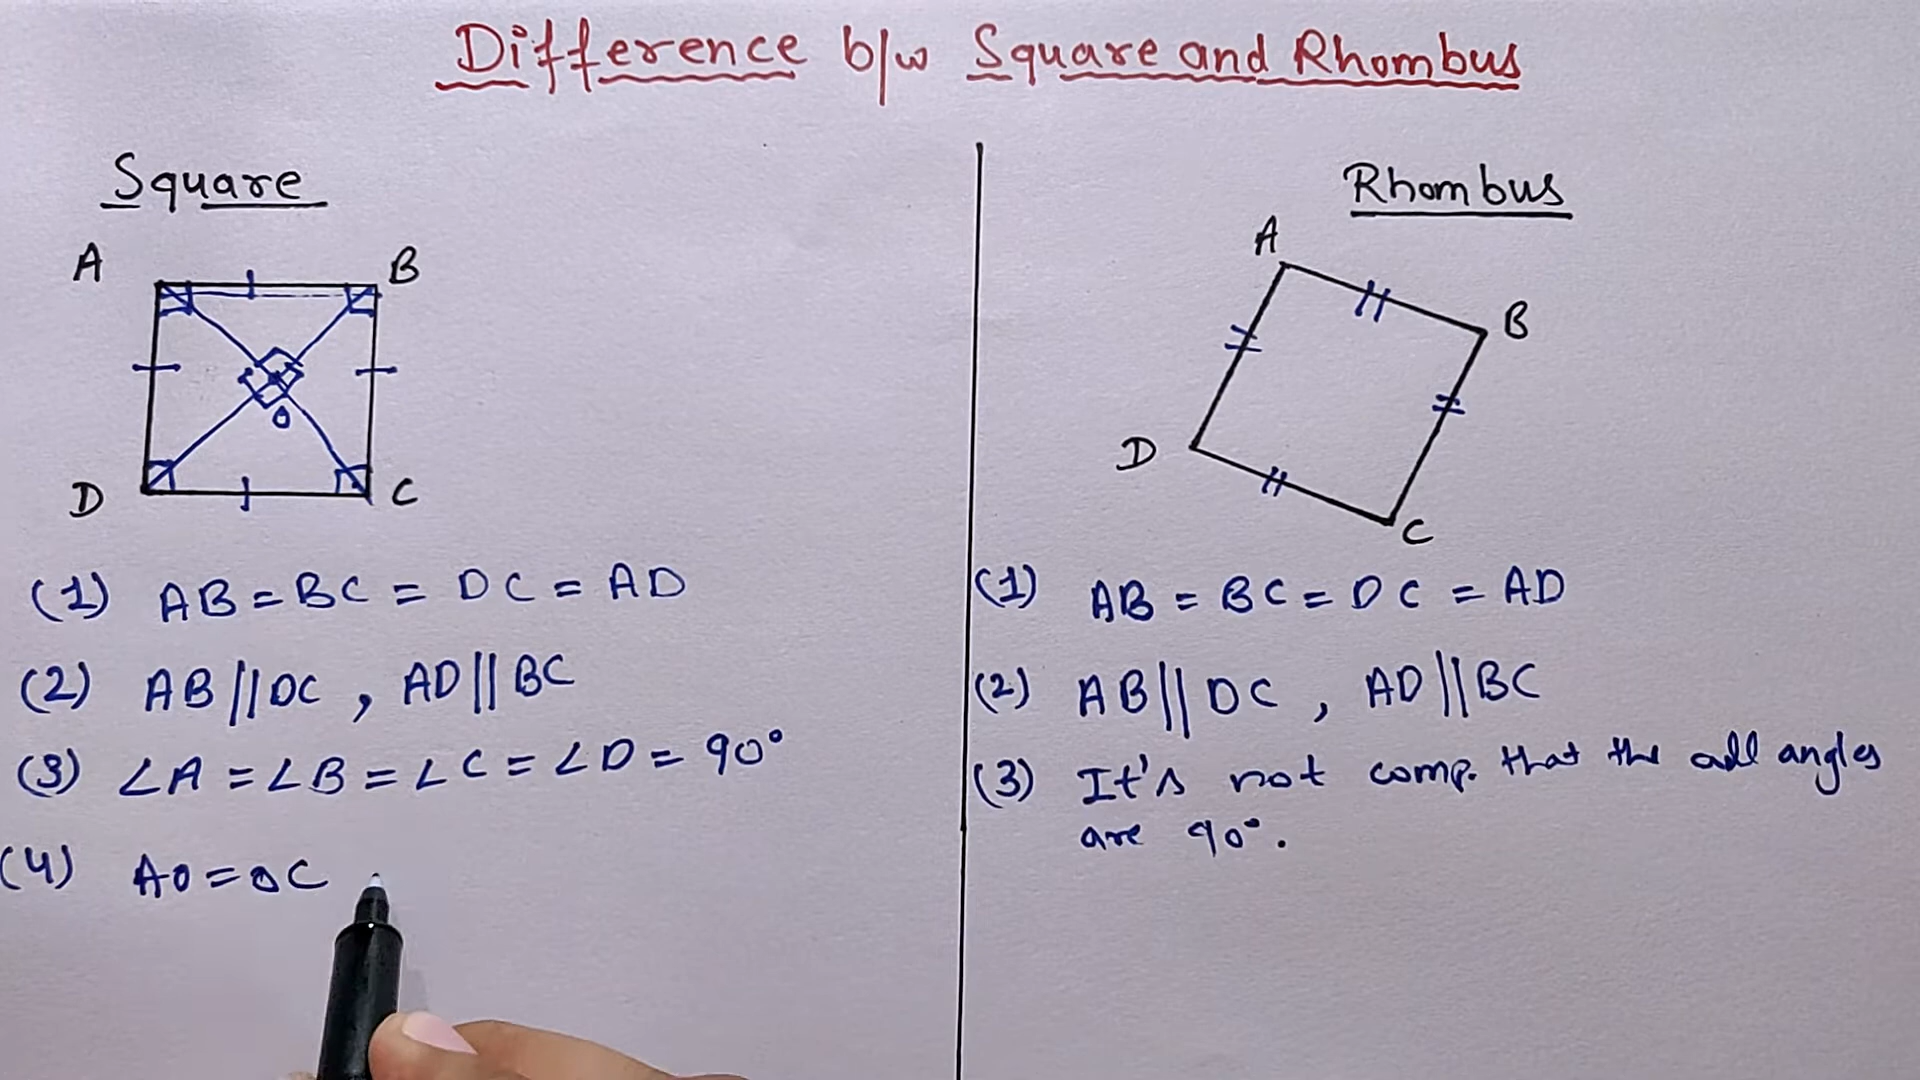 Difference b/w Square and Rhombus
Square
A
B
O
D
C
(1) AB = BC = DC = AD
(2) AB || DC , AD || BC
(3) ∠A = ∠B = ∠C = ∠D = 90°
(4) AO = OC
Rhombus
A
B
D
C
(1) AB = BC = DC = AD
(2) AB || DC , AD || BC
(3) It's not comp. that the all angles
are 90°.